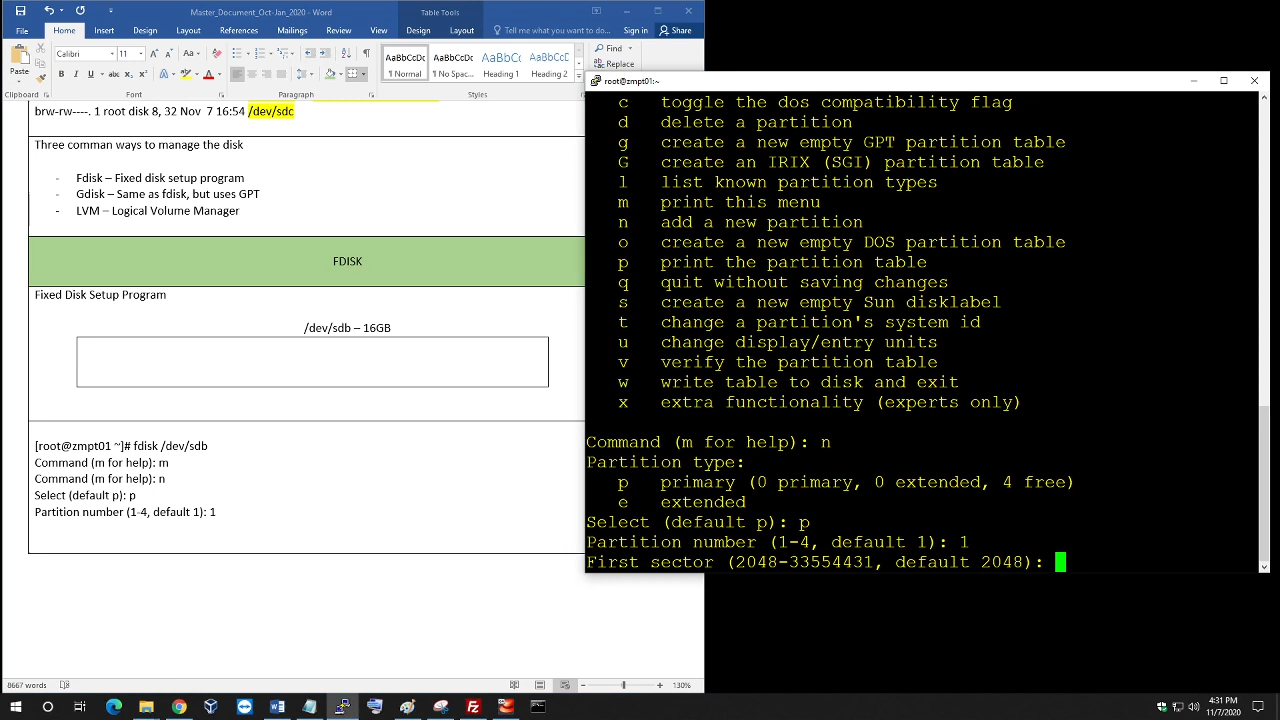 Master_Document_Oct-Jan_2020 - Word
Table Tools
File Home Insert Draw Design Layout References Mailings Review View Design Layout Tell me what you want to do... Share
Paste
Calibri 11
Clipboard
Font
Paragraph
AaBbCcDc AaBbCcDc AaBbCc AaBbCcD
¶ Normal ¶ No Spac... Heading 1 Heading 2
Styles
Find
Replace
brw-rw----. 1 root disk 8, 32 Nov 7 16:54 /dev/sdc
Three comman ways to manage the disk
- Fdisk – Fixed disk setup program
- Gdisk – Same as fdisk, but uses GPT
- LVM – Logical Volume Manager
FDISK
Fixed Disk Setup Program
/dev/sdb – 16GB
[root@zmpt01 ~]# fdisk /dev/sdb
Command (m for help): m
Command (m for help): n
Select (default p): p
Partition number (1-4, default 1): 1
8667 words
130%
root@zmpt01:~
c toggle the dos compatibility flag
d delete a partition
g create a new empty GPT partition table
G create an IRIX (SGI) partition table
l list known partition types
m print this menu
n add a new partition
o create a new empty DOS partition table
p print the partition table
q quit without saving changes
s create a new empty Sun disklabel
t change a partition's system id
u change display/entry units
v verify the partition table
w write table to disk and exit
x extra functionality (experts only)
Command (m for help): n
Partition type:
p primary (0 primary, 0 extended, 4 free)
e extended
Select (default p): p
Partition number (1-4, default 1): 1
First sector (2048-33554431, default 2048):
4:31 PM
11/7/2020